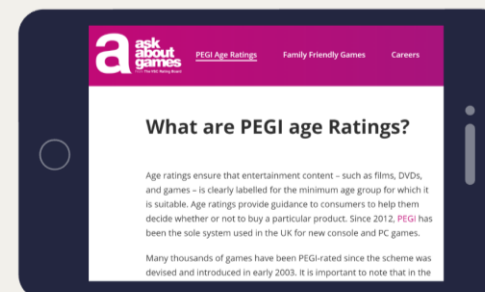 ask
about
games
from The VSC Rating Board
PEGI Age Ratings
Family Friendly Games
Careers
What are PEGI age Ratings?
Age ratings ensure that entertainment content – such as films, DVDs,
and games – is clearly labelled for the minimum age group for which it
is suitable. Age ratings provide guidance to consumers to help them
decide whether or not to buy a particular product. Since 2012, PEGI has
been the sole system used in the UK for new console and PC games.
Many thousands of games have been PEGI-rated since the scheme was
devised and introduced in early 2003. It is important to note that in the